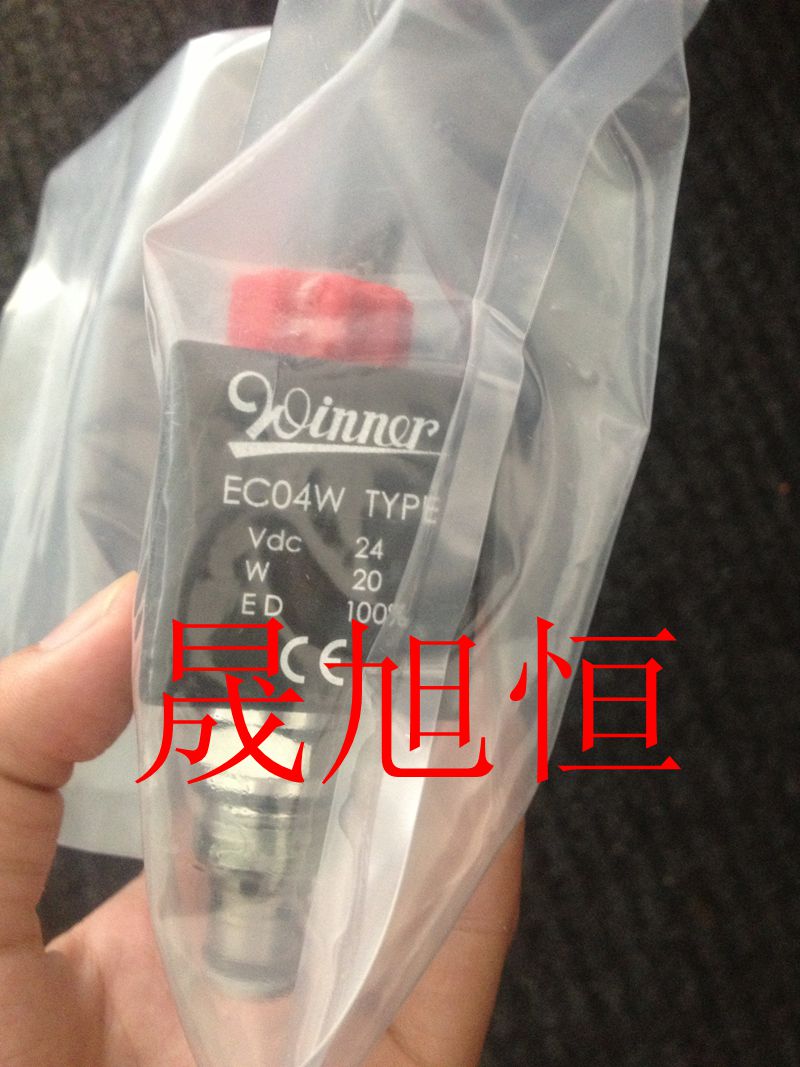 Winner
EC04W TYPE
Vdc 24
W 20
ED 100%
CE
晟旭恒